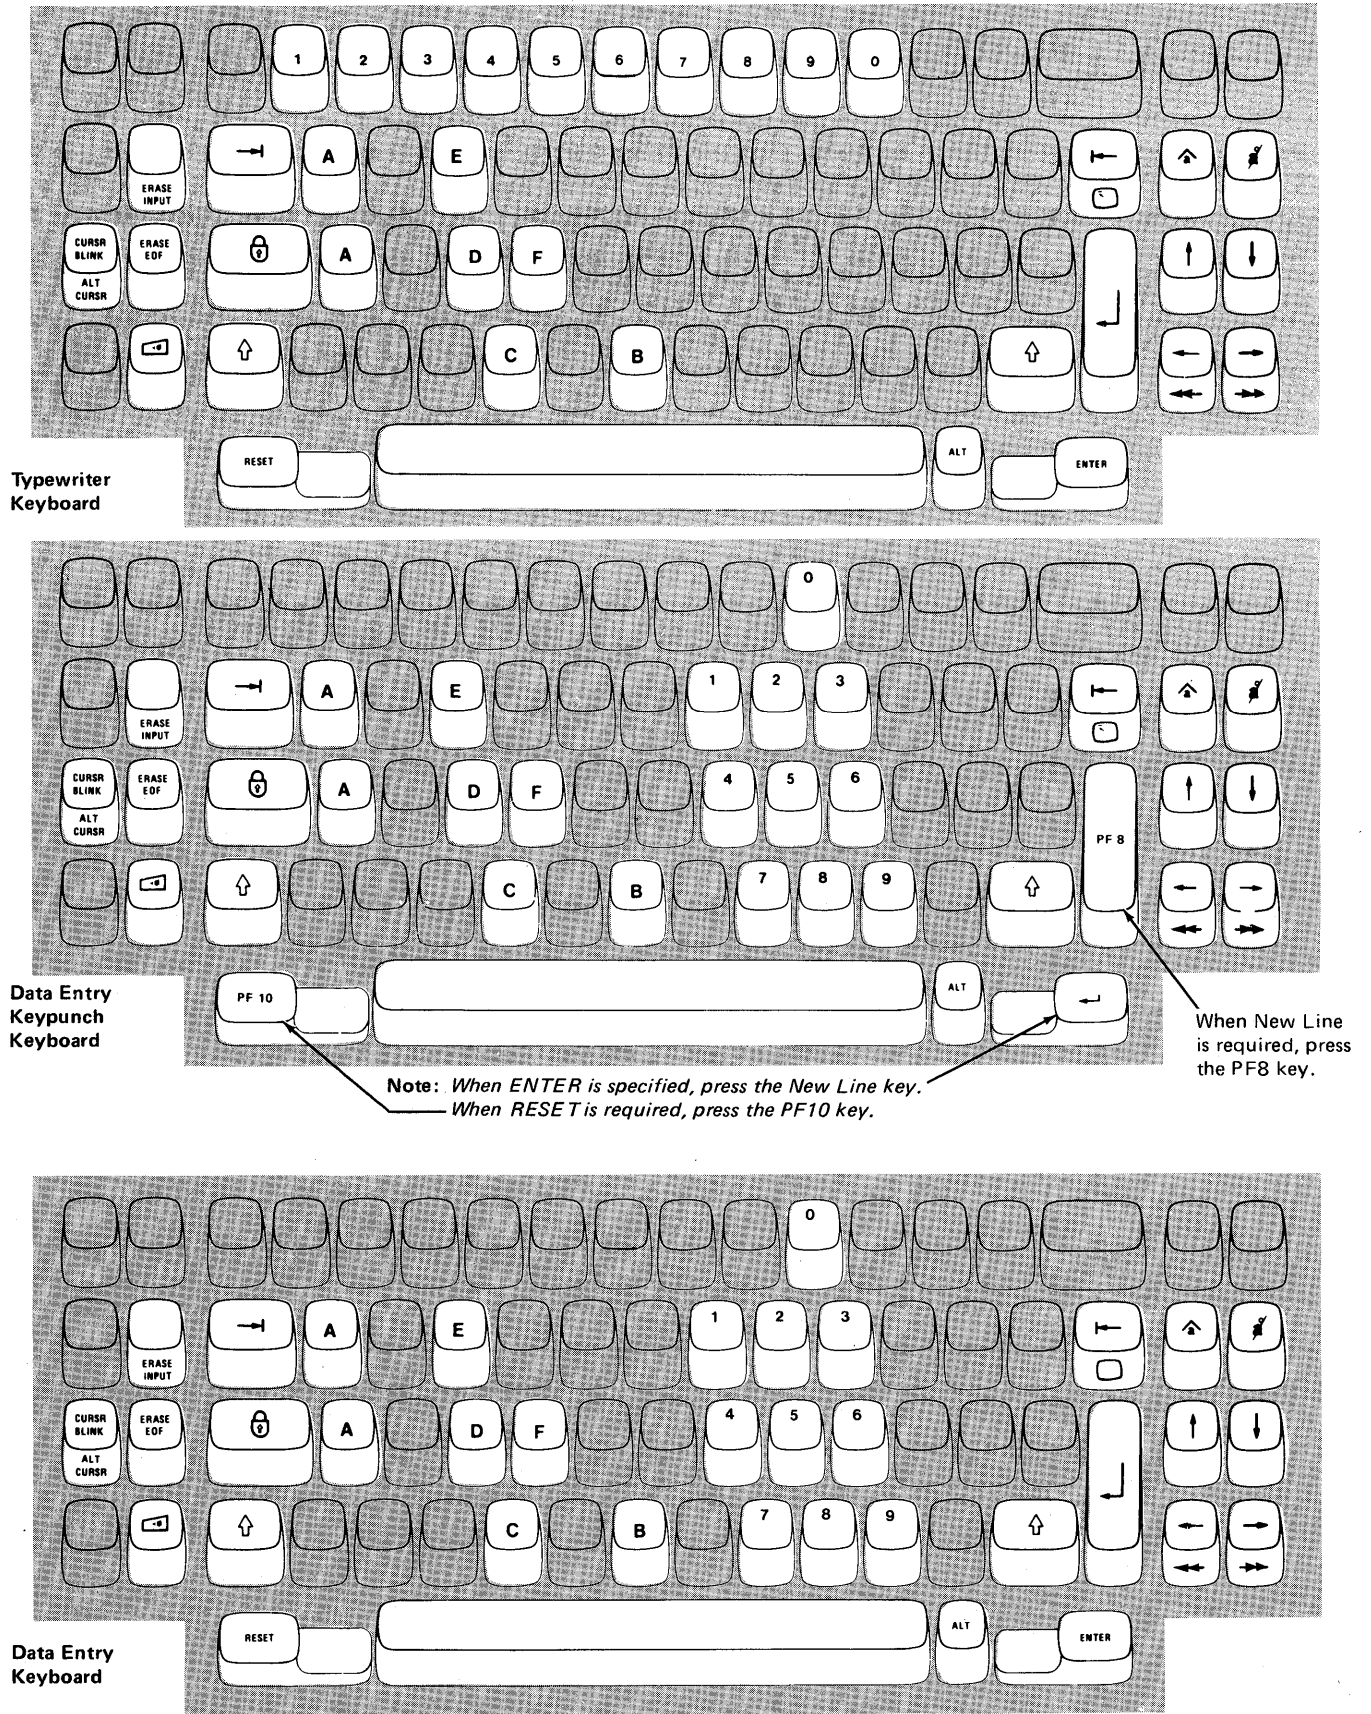 1 2 3 4 5 6 7 8 9 0
A E
ERASE
INPUT
CURSR
BLINK
ERASE
EOF
A D F
ALT
CURSR
C B
RESET ALT ENTER
Typewriter
Keyboard
0
A E 1 2 3
ERASE
INPUT
CURSR
BLINK
ERASE
EOF
A D F 4 5 6
ALT
CURSR
PF 8
C B 7 8 9
PF 10 ALT
Data Entry
Keypunch
Keyboard
When New Line
is required, press
the PF8 key.
Note: When ENTER is specified, press the New Line key.
When RESET is required, press the PF10 key.
0
A E 1 2 3
ERASE
INPUT
CURSR
BLINK
ERASE
EOF
A D F 4 5 6
ALT
CURSR
C B 7 8 9
RESET ALT ENTER
Data Entry
Keyboard